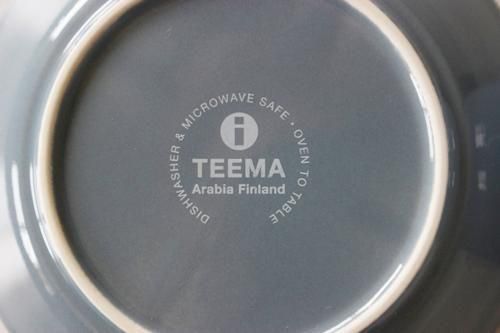 DISHWASHER & MICROWAVE SAFE • OVEN TO TABLE
i
TEEMA
Arabia Finland